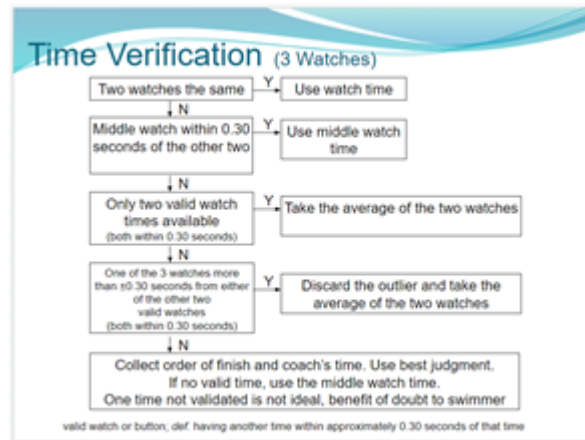 Time Verification (3 Watches)
Two watches the same
Y
Use watch time
N
Middle watch within 0.30
seconds of the other two
Y
Use middle watch
time
N
Only two valid watch
times available
(both within 0.30 seconds)
Y
Take the average of the two watches
N
One of the 3 watches more
than ±0.30 seconds from either
of the other two
valid watches
(both within 0.30 seconds)
Y
Discard the outlier and take the
average of the two watches
N
Collect order of finish and coach's time. Use best judgment.
If no valid time, use the middle watch time.
One time not validated is not ideal, benefit of doubt to swimmer
valid watch or button; def. having another time within approximately 0.30 seconds of that time